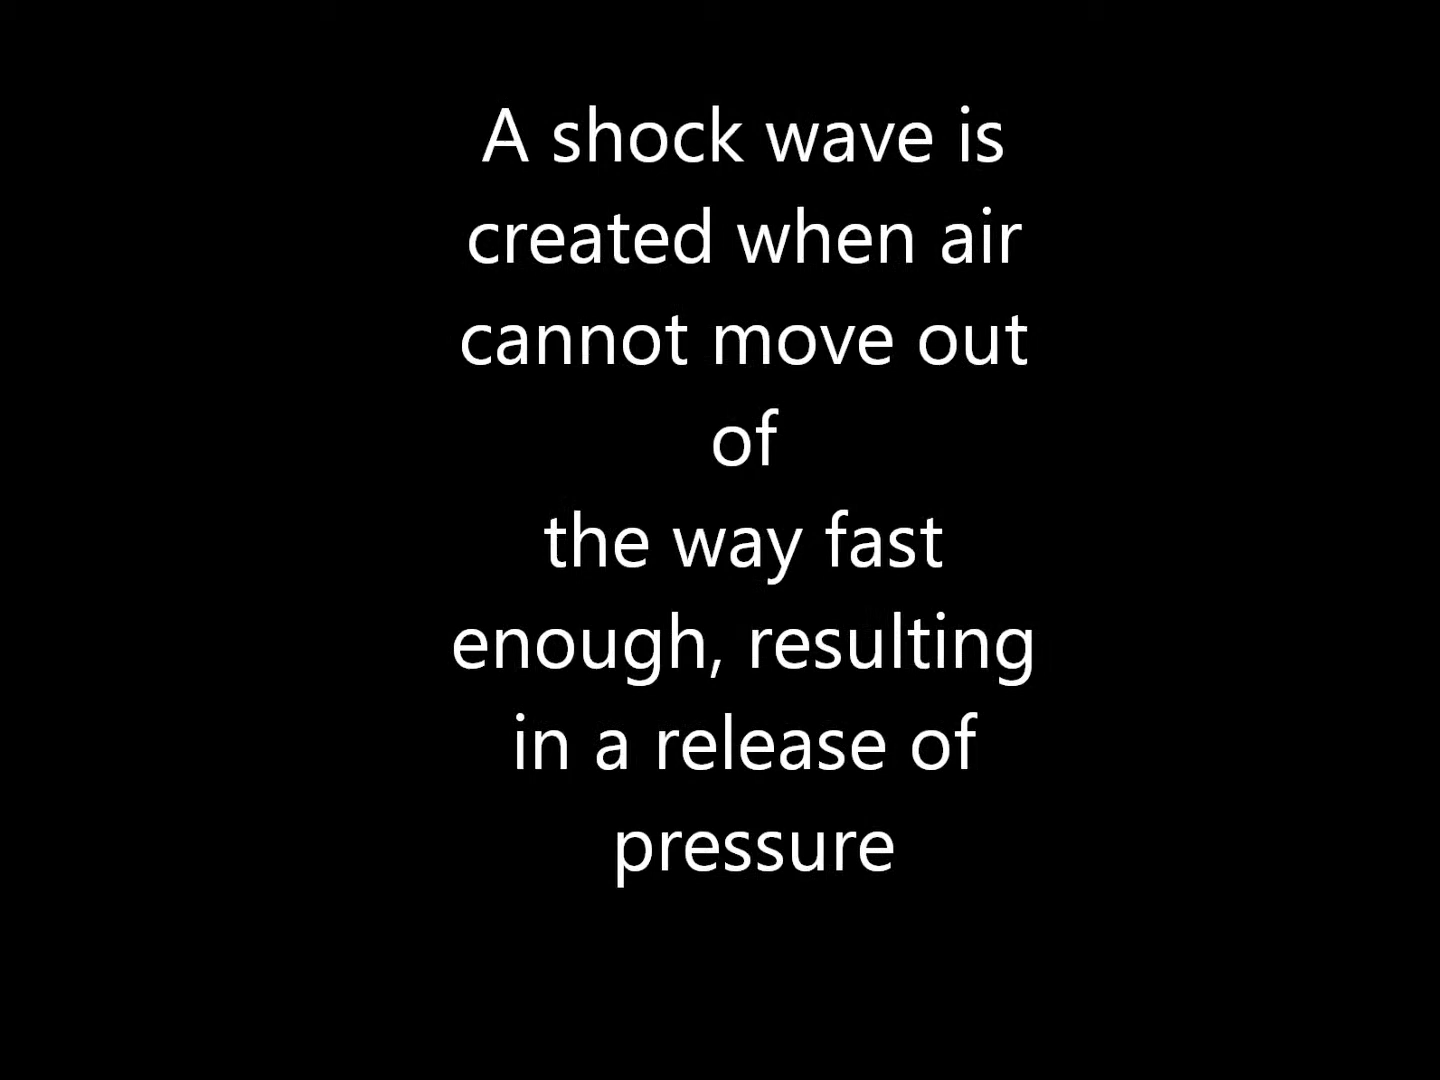 A shock wave is
created when air
cannot move out
of
the way fast
enough, resulting
in a release of
pressure